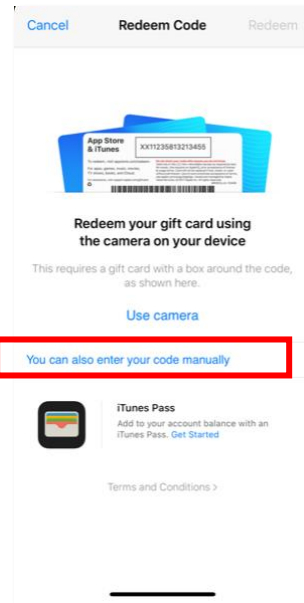 Cancel Redeem Code Redeem
App Store
& iTunes
XX11235813213455
Redeem your gift card using
the camera on your device
This requires a gift card with a box around the code,
as shown here.
Use camera
You can also enter your code manually
iTunes Pass
Add to your account balance with an
iTunes Pass. Get Started
Terms and Conditions >